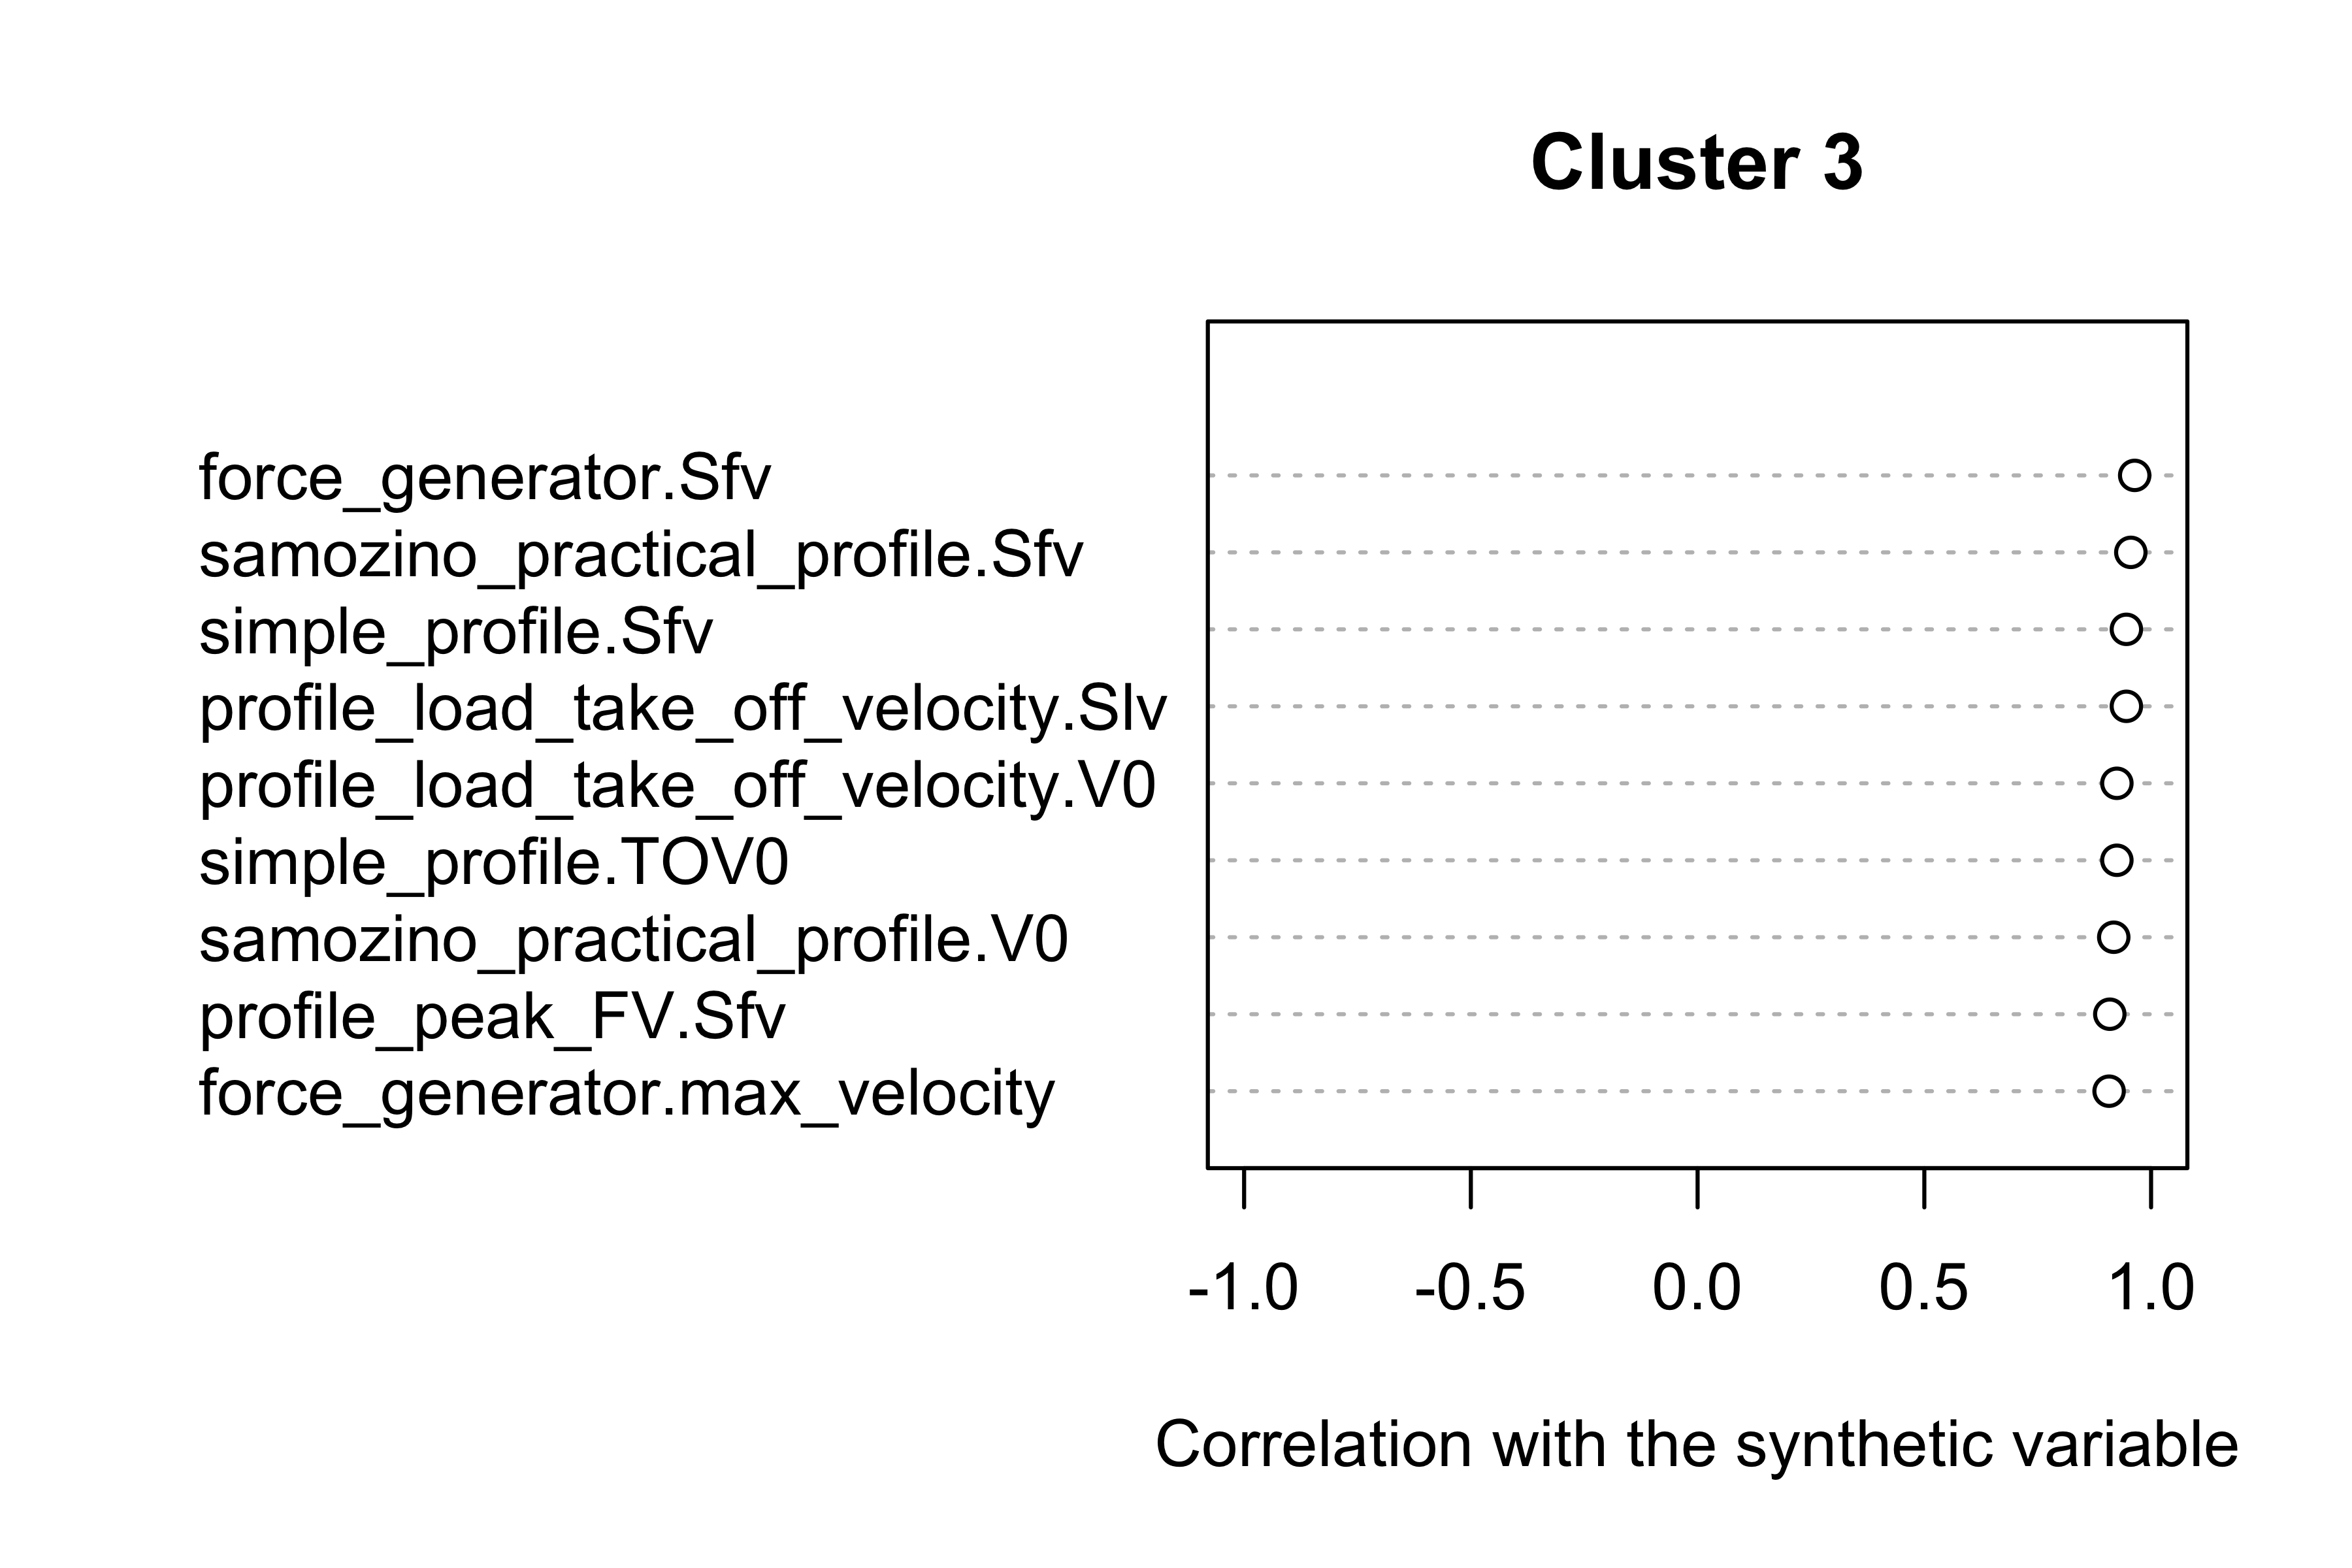 Cluster 3
force_generator.Sfv
samozino_practical_profile.Sfv
simple_profile.Sfv
profile_load_take_off_velocity.Slv
profile_load_take_off_velocity.V0
simple_profile.TOV0
samozino_practical_profile.V0
profile_peak_FV.Sfv
force_generator.max_velocity
-1.0 -0.5 0.0 0.5 1.0
Correlation with the synthetic variable